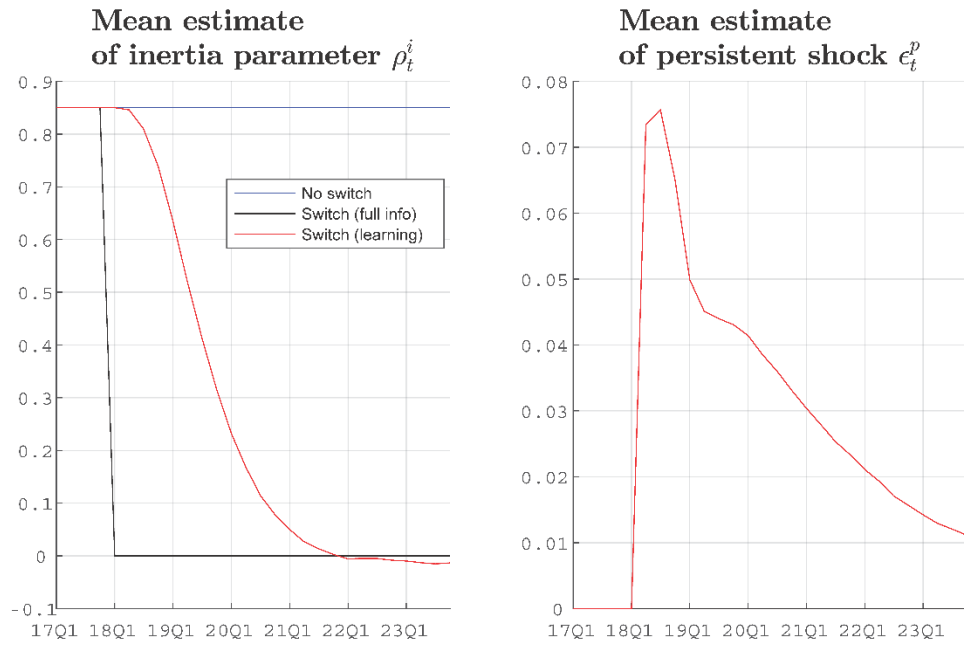 Mean estimate
of inertia parameter ρₜⁱ
0.9
0.8
0.7
0.6
0.5
0.4
0.3
0.2
0.1
0
-0.1
17Q1 18Q1 19Q1 20Q1 21Q1 22Q1 23Q1
No switch
Switch (full info)
Switch (learning)
Mean estimate
of persistent shock ϵₜᵖ
0.08
0.07
0.06
0.05
0.04
0.03
0.02
0.01
0
17Q1 18Q1 19Q1 20Q1 21Q1 22Q1 23Q1